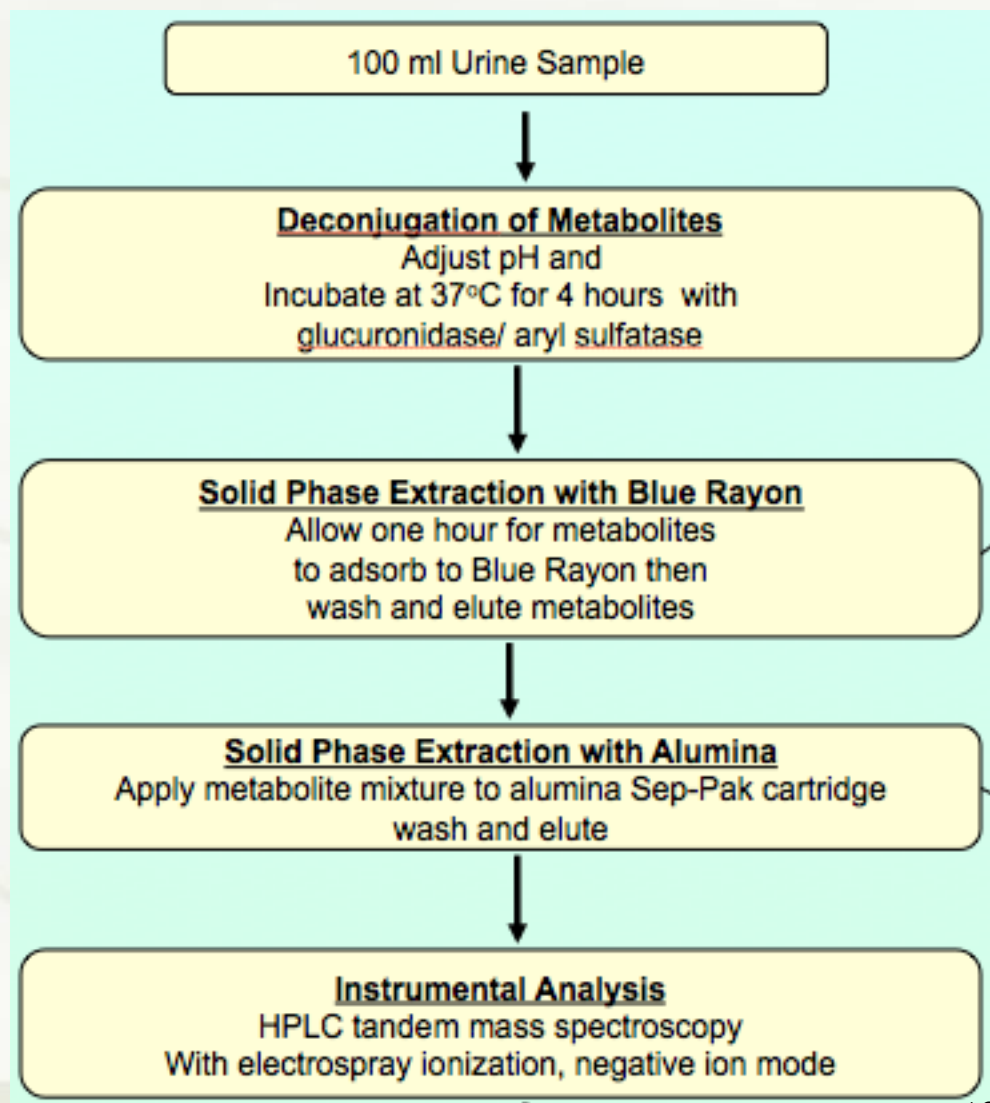 100 ml Urine Sample
Deconjugation of Metabolites
Adjust pH and
Incubate at 37°C for 4 hours with
glucuronidase/ aryl sulfatase
Solid Phase Extraction with Blue Rayon
Allow one hour for metabolites
to adsorb to Blue Rayon then
wash and elute metabolites
Solid Phase Extraction with Alumina
Apply metabolite mixture to alumina Sep-Pak cartridge
wash and elute
Instrumental Analysis
HPLC tandem mass spectroscopy
With electrospray ionization, negative ion mode